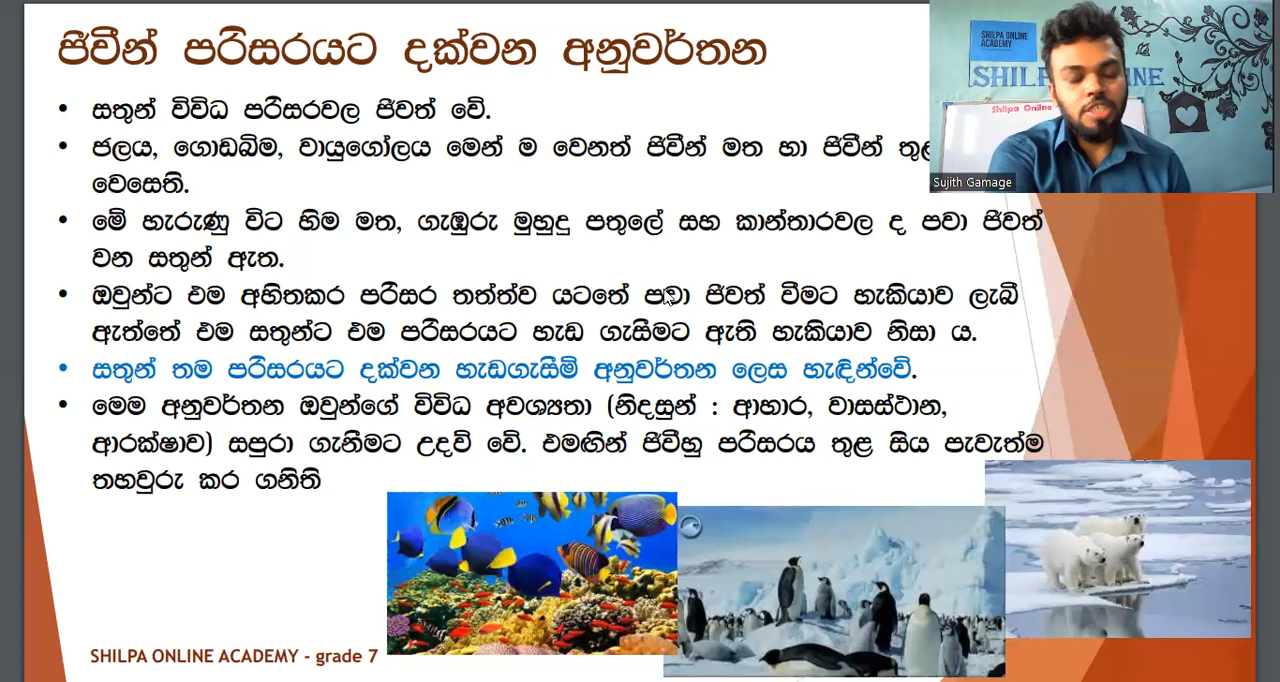 ජීවීන් පරිසරයට දක්වන අනුවර්තන
• සතුන් විවිධ පරිසරවල ජීවත් වේ.
• ජලය, ගොඩබිම, වායුගෝලය මෙන් ම වෙනත් ජීවීන් මත හා ජීවීන්
වෙසෙති.
• මේ හැරුණු විට හිම මත, ගැඹුරු මුහුදු පතුලේ සහ කාන්තාරවල ද පවා ජීවත්
වන සතුන් ඇත.
• ඔවුන්ට එම අහිතකර පරිසර තත්ත්ව යටතේ පවා ජීවත් වීමට හැකියාව ලැබී
ඇත්තේ එම සතුන්ට එම පරිසරයට හැඩ ගැසීමට ඇති හැකියාව නිසා ය.
• සතුන් තම පරිසරයට දක්වන හැඩගැසීම් අනුවර්තන ලෙස හැඳින්වේ.
• මෙම අනුවර්තන ඔවුන්ගේ විවිධ අවශ්‍යතා (නිදසුන් : ආහාර, වාසස්ථාන,
ආරක්ෂාව) සපුරා ගැනීමට උදව් වේ. එමඟින් ජීවීහු පරිසරය තුළ සිය පැවැත්ම
තහවුරු කර ගනිති
SHILPA ONLINE ACADEMY - grade 7
SHILPA ONLINE
ACADEMY
Shilpa Online
Sujith Gamage